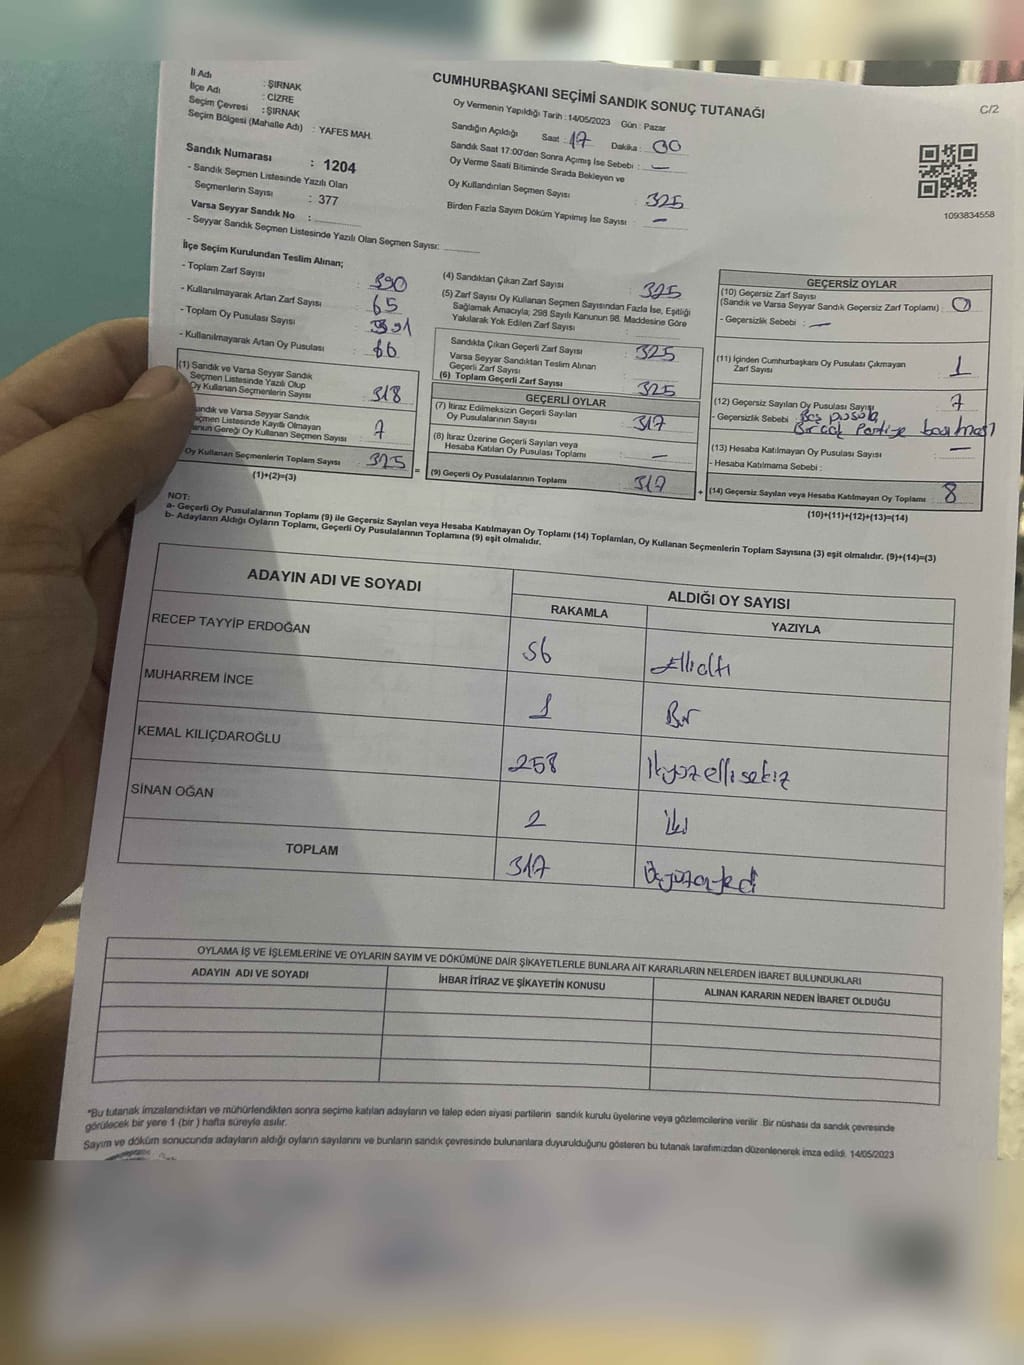 CUMHURBAŞKANI SEÇİMİ SANDIK SONUÇ TUTANAĞI
C/2
İl Adı : ŞIRNAK
İlçe Adı : CİZRE
Seçim Çevresi : ŞIRNAK
Seçim Bölgesi (Mahalle Adı) : YAFES MAH.
Sandık Numarası : 1204
- Sandık Seçmen Listesinde Yazılı Olan
Seçmenlerin Sayısı : 377
Varsa Seyyar Sandık No :
- Seyyar Sandık Seçmen Listesinde Yazılı Olan Seçmen Sayısı:
Oy Vermenin Yapıldığı Tarih : 14/05/2023 Gün : Pazar
Sandığın Açıldığı Saat : 17 Dakika : 00
Sandık Saat 17:00'den Sonra Açımış İse Sebebi : —
Oy Verme Saati Bitiminde Sırada Bekleyen ve
Oy Kullandırılan Seçmen Sayısı : 325
Birden Fazla Sayım Döküm Yapılmış İse Sayısı : —
1093834558
İlçe Seçim Kurulundan Teslim Alınan;
- Toplam Zarf Sayısı : 390
- Kullanılmayarak Artan Zarf Sayısı : 65
- Toplam Oy Pusulası Sayısı : 391
- Kullanılmayarak Artan Oy Pusulası : 66
(1) Sandık ve Varsa Seyyar Sandık
Seçmen Listesinde Yazılı Olup
Oy Kullanan Seçmenlerin Sayısı : 318
andık ve Varsa Seyyar Sandık
çmen Listesinde Kayıtlı Olmayan
anun Gereği Oy Kullanan Seçmen Sayısı : 7
Oy Kullanan Seçmenlerin Toplam Sayısı : 325
(1)+(2)=(3)
(4) Sandıktan Çıkan Zarf Sayısı : 325
(5) Zarf Sayısı Oy Kullanan Seçmen Sayısından Fazla İse, Eşitliği
Sağlamak Amacıyla; 298 Sayılı Kanunun 98. Maddesine Göre
Yakılarak Yok Edilen Zarf Sayısı :
Sandıkla Çıkan Geçerli Zarf Sayısı : 325
Varsa Seyyar Sandıktan Teslim Alınan
Geçerli Zarf Sayısı :
(6) Toplam Geçerli Zarf Sayısı : 325
GEÇERLİ OYLAR
(7) İtiraz Edilmeksizin Geçerli Sayılan
Oy Pusulalarının Sayısı : 317
(8) İtiraz Üzerine Geçerli Sayılan veya
Hesaba Katılan Oy Pusulası Toplamı : —
=
(9) Geçerli Oy Pusulalarının Toplamı : 317
GEÇERSİZ OYLAR
(10) Geçersiz Zarf Sayısı
(Sandık ve Varsa Seyyar Sandık Geçersiz Zarf Toplamı) : 0
- Geçersizlik Sebebi : —
(11) İçinden Cumhurbaşkanı Oy Pusulası Çıkmayan
Zarf Sayısı : 1
(12) Geçersiz Sayılan Oy Pusulası Sayısı : 7
- Geçersizlik Sebebi : Boş pusula
Birçok Partiye basılması
(13) Hesaba Katılmayan Oy Pusulası Sayısı : —
- Hesaba Katılmama Sebebi :
+
(14) Geçersiz Sayılan veya Hesaba Katılmayan Oy Toplamı : 8
(10)+(11)+(12)+(13)=(14)
NOT:
a- Geçerli Oy Pusulalarının Toplamı (9) ile Geçersiz Sayılan veya Hesaba Katılmayan Oy Toplamı (14) Toplamları, Oy Kullanan Seçmenlerin Toplam Sayısına (3) eşit olmalıdır. (9)+(14)=(3)
b- Adayların Aldığı Oyların Toplamı, Geçerli Oy Pusulalarının Toplamına (9) eşit olmalıdır.
ADAYIN ADI VE SOYADI ALDIĞI OY SAYISI
RAKAMLA YAZIYLA
RECEP TAYYİP ERDOĞAN 56 Ellialtı
MUHARREM İNCE 1 Bir
KEMAL KILIÇDAROĞLU 258 İkiyüzellisekiz
SİNAN OĞAN 2 İki
TOPLAM 317 Üçyüzonyedi
OYLAMA İŞ VE İŞLEMLERİNE VE OYLARIN SAYIM VE DÖKÜMÜNE DAİR ŞİKAYETLERLE BUNLARA AİT KARARLARIN NELERDEN İBARET BULUNDUKLARI
ADAYIN ADI VE SOYADI İHBAR İTİRAZ VE ŞİKAYETİN KONUSU ALINAN KARARIN NEDEN İBARET OLDUĞU
*Bu tutanak imzalandıktan ve mühürlendikten sonra seçime katılan adayların ve talep eden siyasi partilerin sandık kurulu üyelerine veya gözlemcilerine verilir .Bir nüshası da sandık çevresinde
görülecek bir yere 1 (bir ) hafta süreyle asılır.
Sayım ve döküm sonucunda adayların aldığı oyların sayılarını ve bunların sandık çevresinde bulunanlara duyurulduğunu gösteren bu tutanak tarafımızdan düzenlenerek imza edildi. 14/05/2023